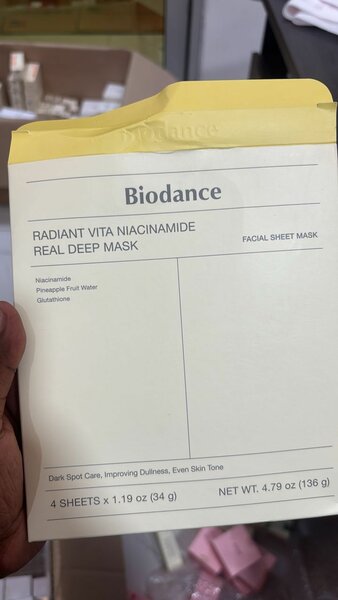 Biodance
Biodance
RADIANT VITA NIACINAMIDE
REAL DEEP MASK
FACIAL SHEET MASK
Niacinamide
Pineapple Fruit Water
Glutathione
Dark Spot Care, Improving Dullness, Even Skin Tone
4 SHEETS x 1.19 oz (34 g)
NET WT. 4.79 oz (136 g)